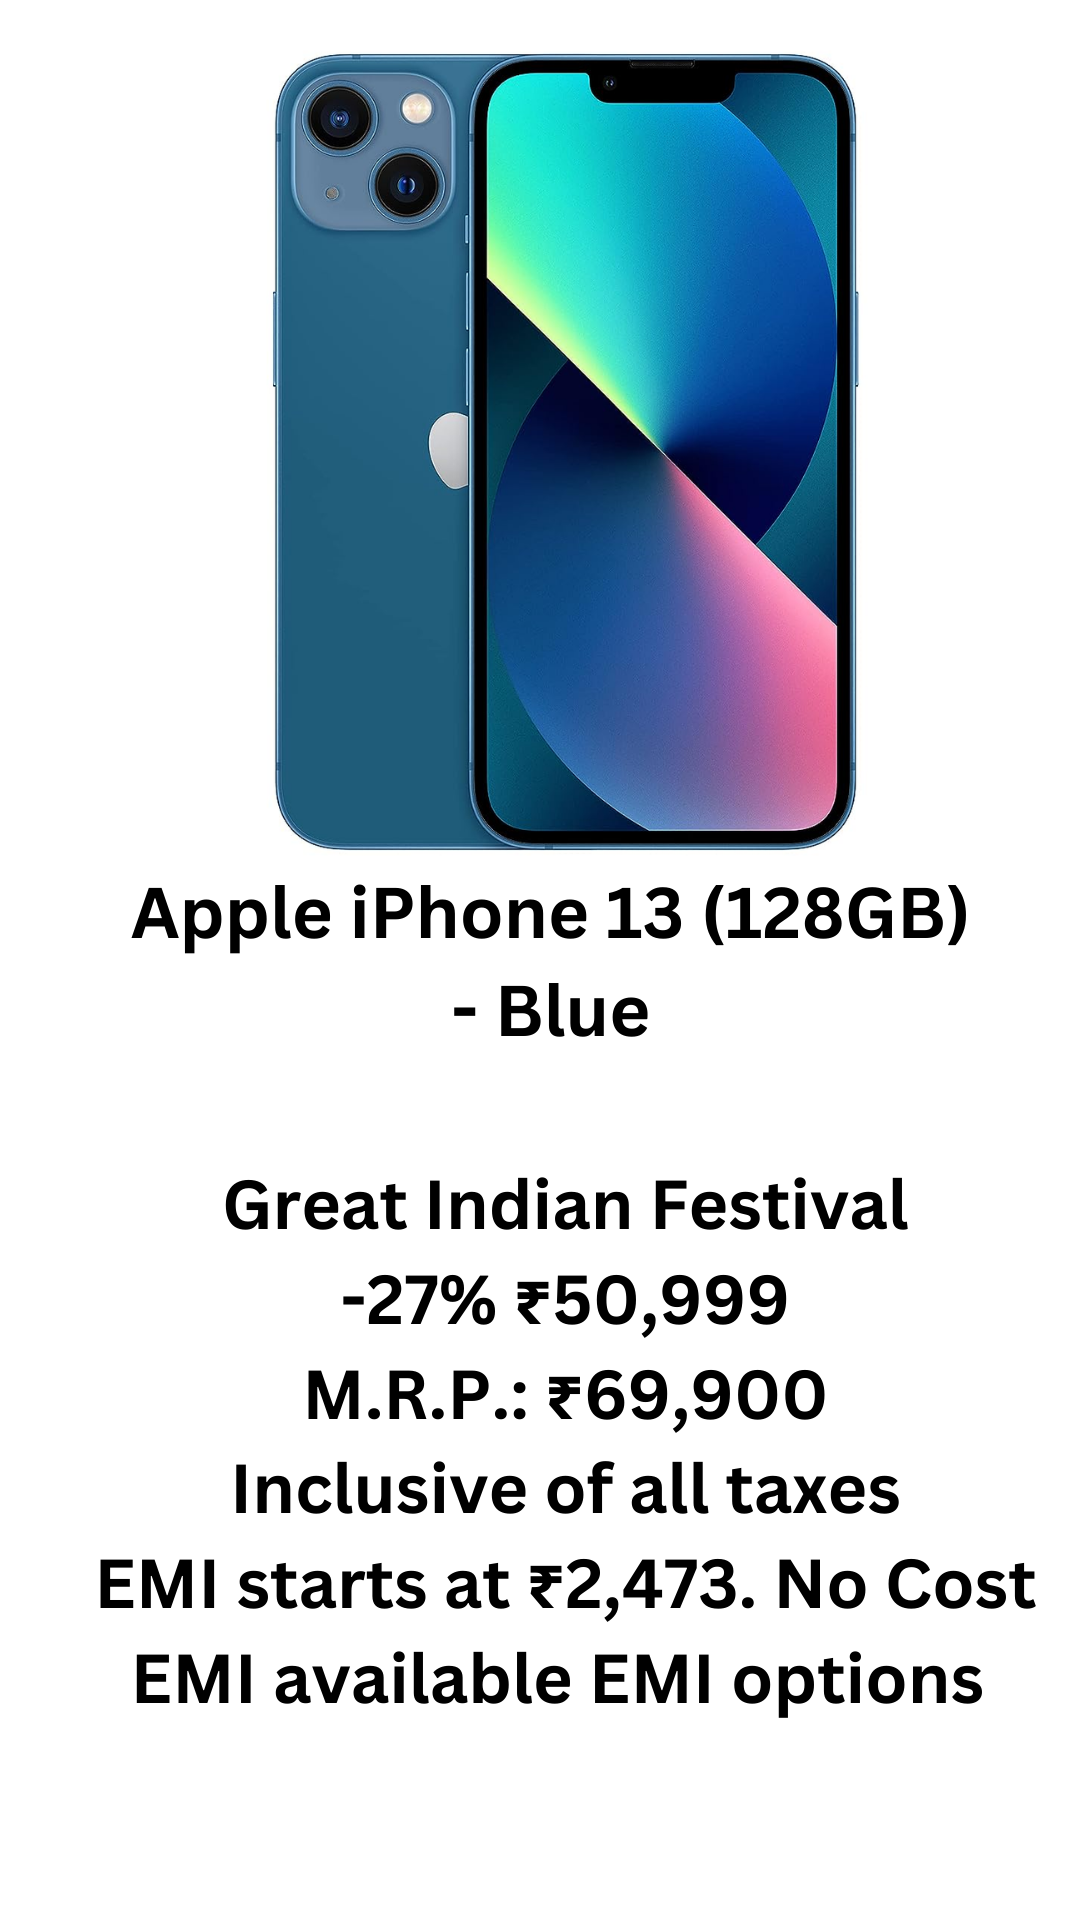 Apple iPhone 13 (128GB)
- Blue
Great Indian Festival
-27% ₹50,999
M.R.P.: ₹69,900
Inclusive of all taxes
EMI starts at ₹2,473. No Cost
EMI available EMI options